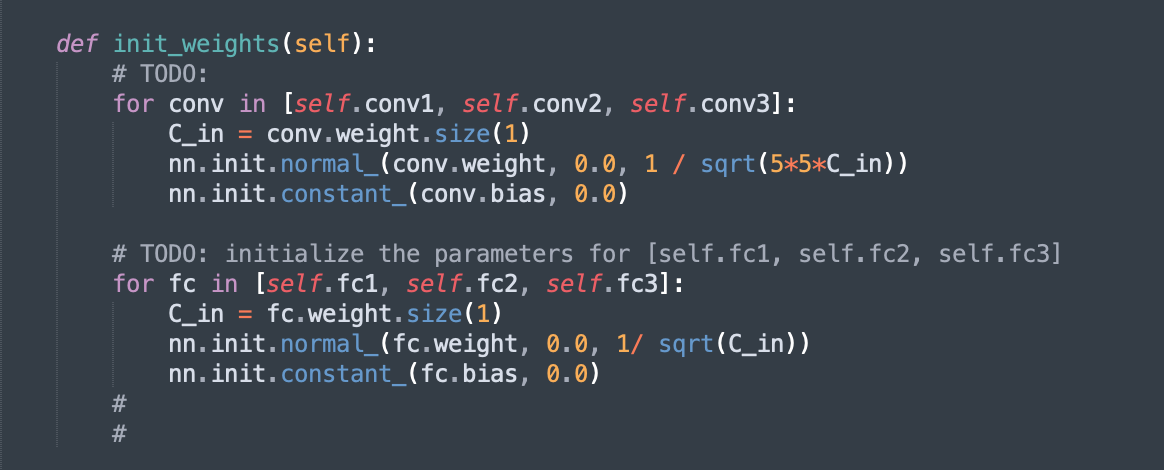 def init_weights(self):
    # TODO:
    for conv in [self.conv1, self.conv2, self.conv3]:
        C_in = conv.weight.size(1)
        nn.init.normal_(conv.weight, 0.0, 1 / sqrt(5*5*C_in))
        nn.init.constant_(conv.bias, 0.0)

    # TODO: initialize the parameters for [self.fc1, self.fc2, self.fc3]
    for fc in [self.fc1, self.fc2, self.fc3]:
        C_in = fc.weight.size(1)
        nn.init.normal_(fc.weight, 0.0, 1/ sqrt(C_in))
        nn.init.constant_(fc.bias, 0.0)
    #
    #